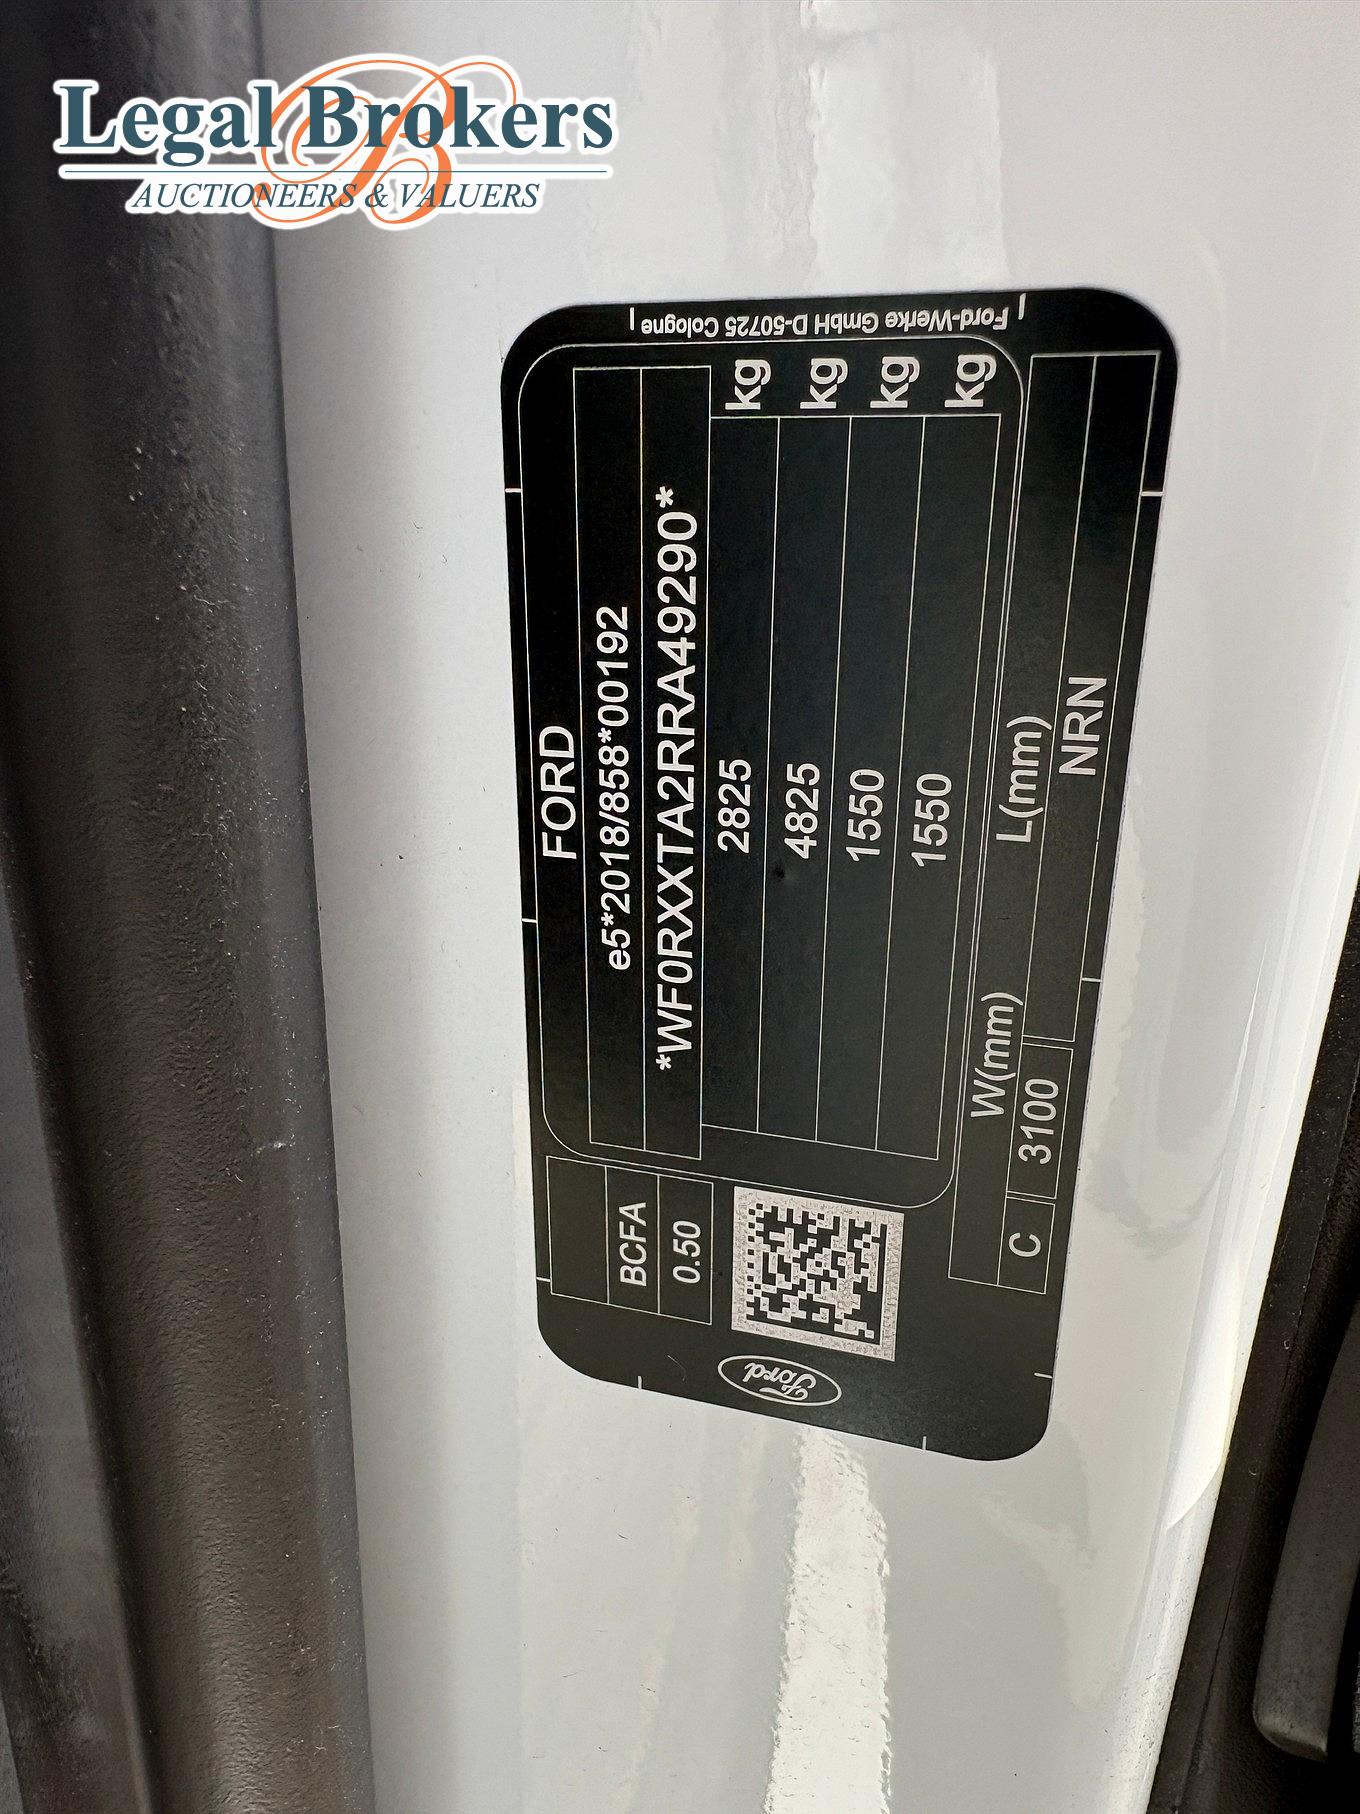 Legal Brokers
AUCTIONEERS & VALUERS
Ford-Werke GmbH D-50725 Cologne
FORD
e5*2018/858*00192
*WF0RXXTA2RRA49290*
2825 kg
4825 kg
1550 kg
1550 kg
BCFA
0.50
W(mm) L(mm)
C 3100 NRN
Ford